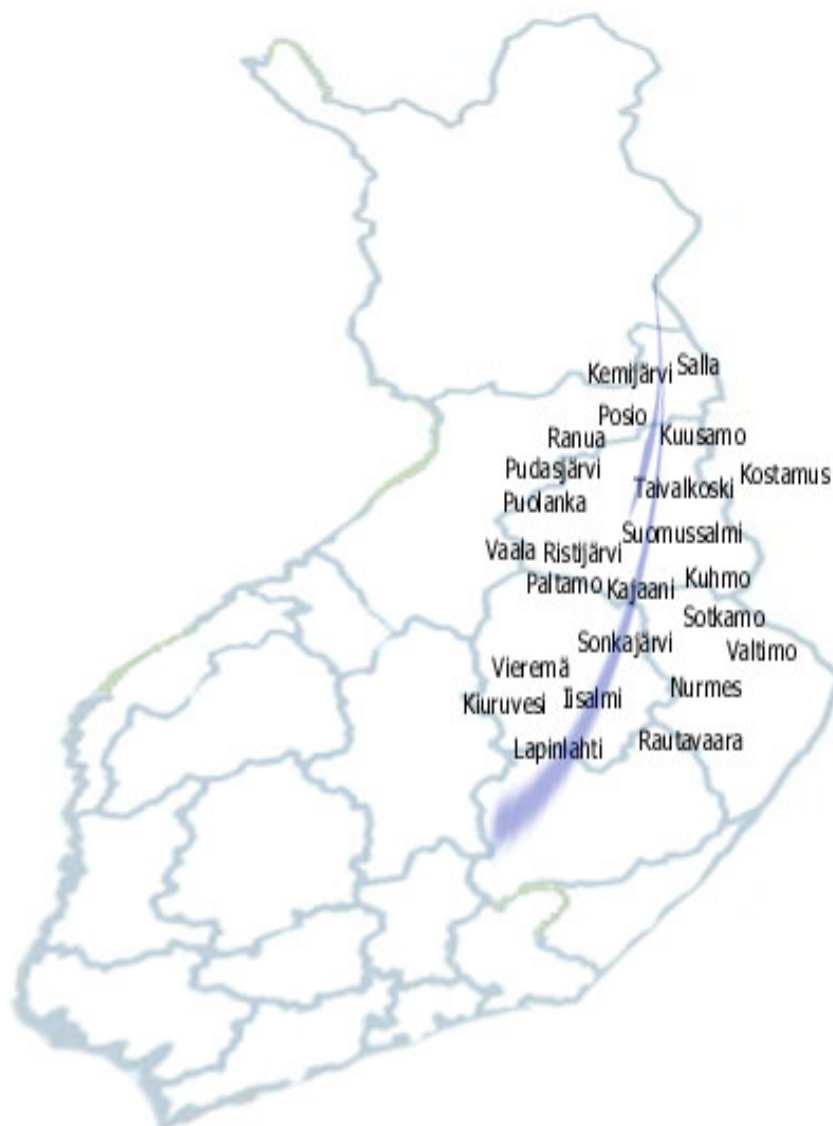 Salla
Kemijärvi
Posio
Kuusamo
Ranua
Pudasjärvi
Kostamus
Taivalkoski
Puolanka
Suomussalmi
Vaala Ristijärvi
Kuhmo
Paltamo Kajaani
Sotkamo
Sonkajärvi
Valtimo
Vieremä
Nurmes
Kiuruvesi Iisalmi
Rautavaara
Lapinlahti